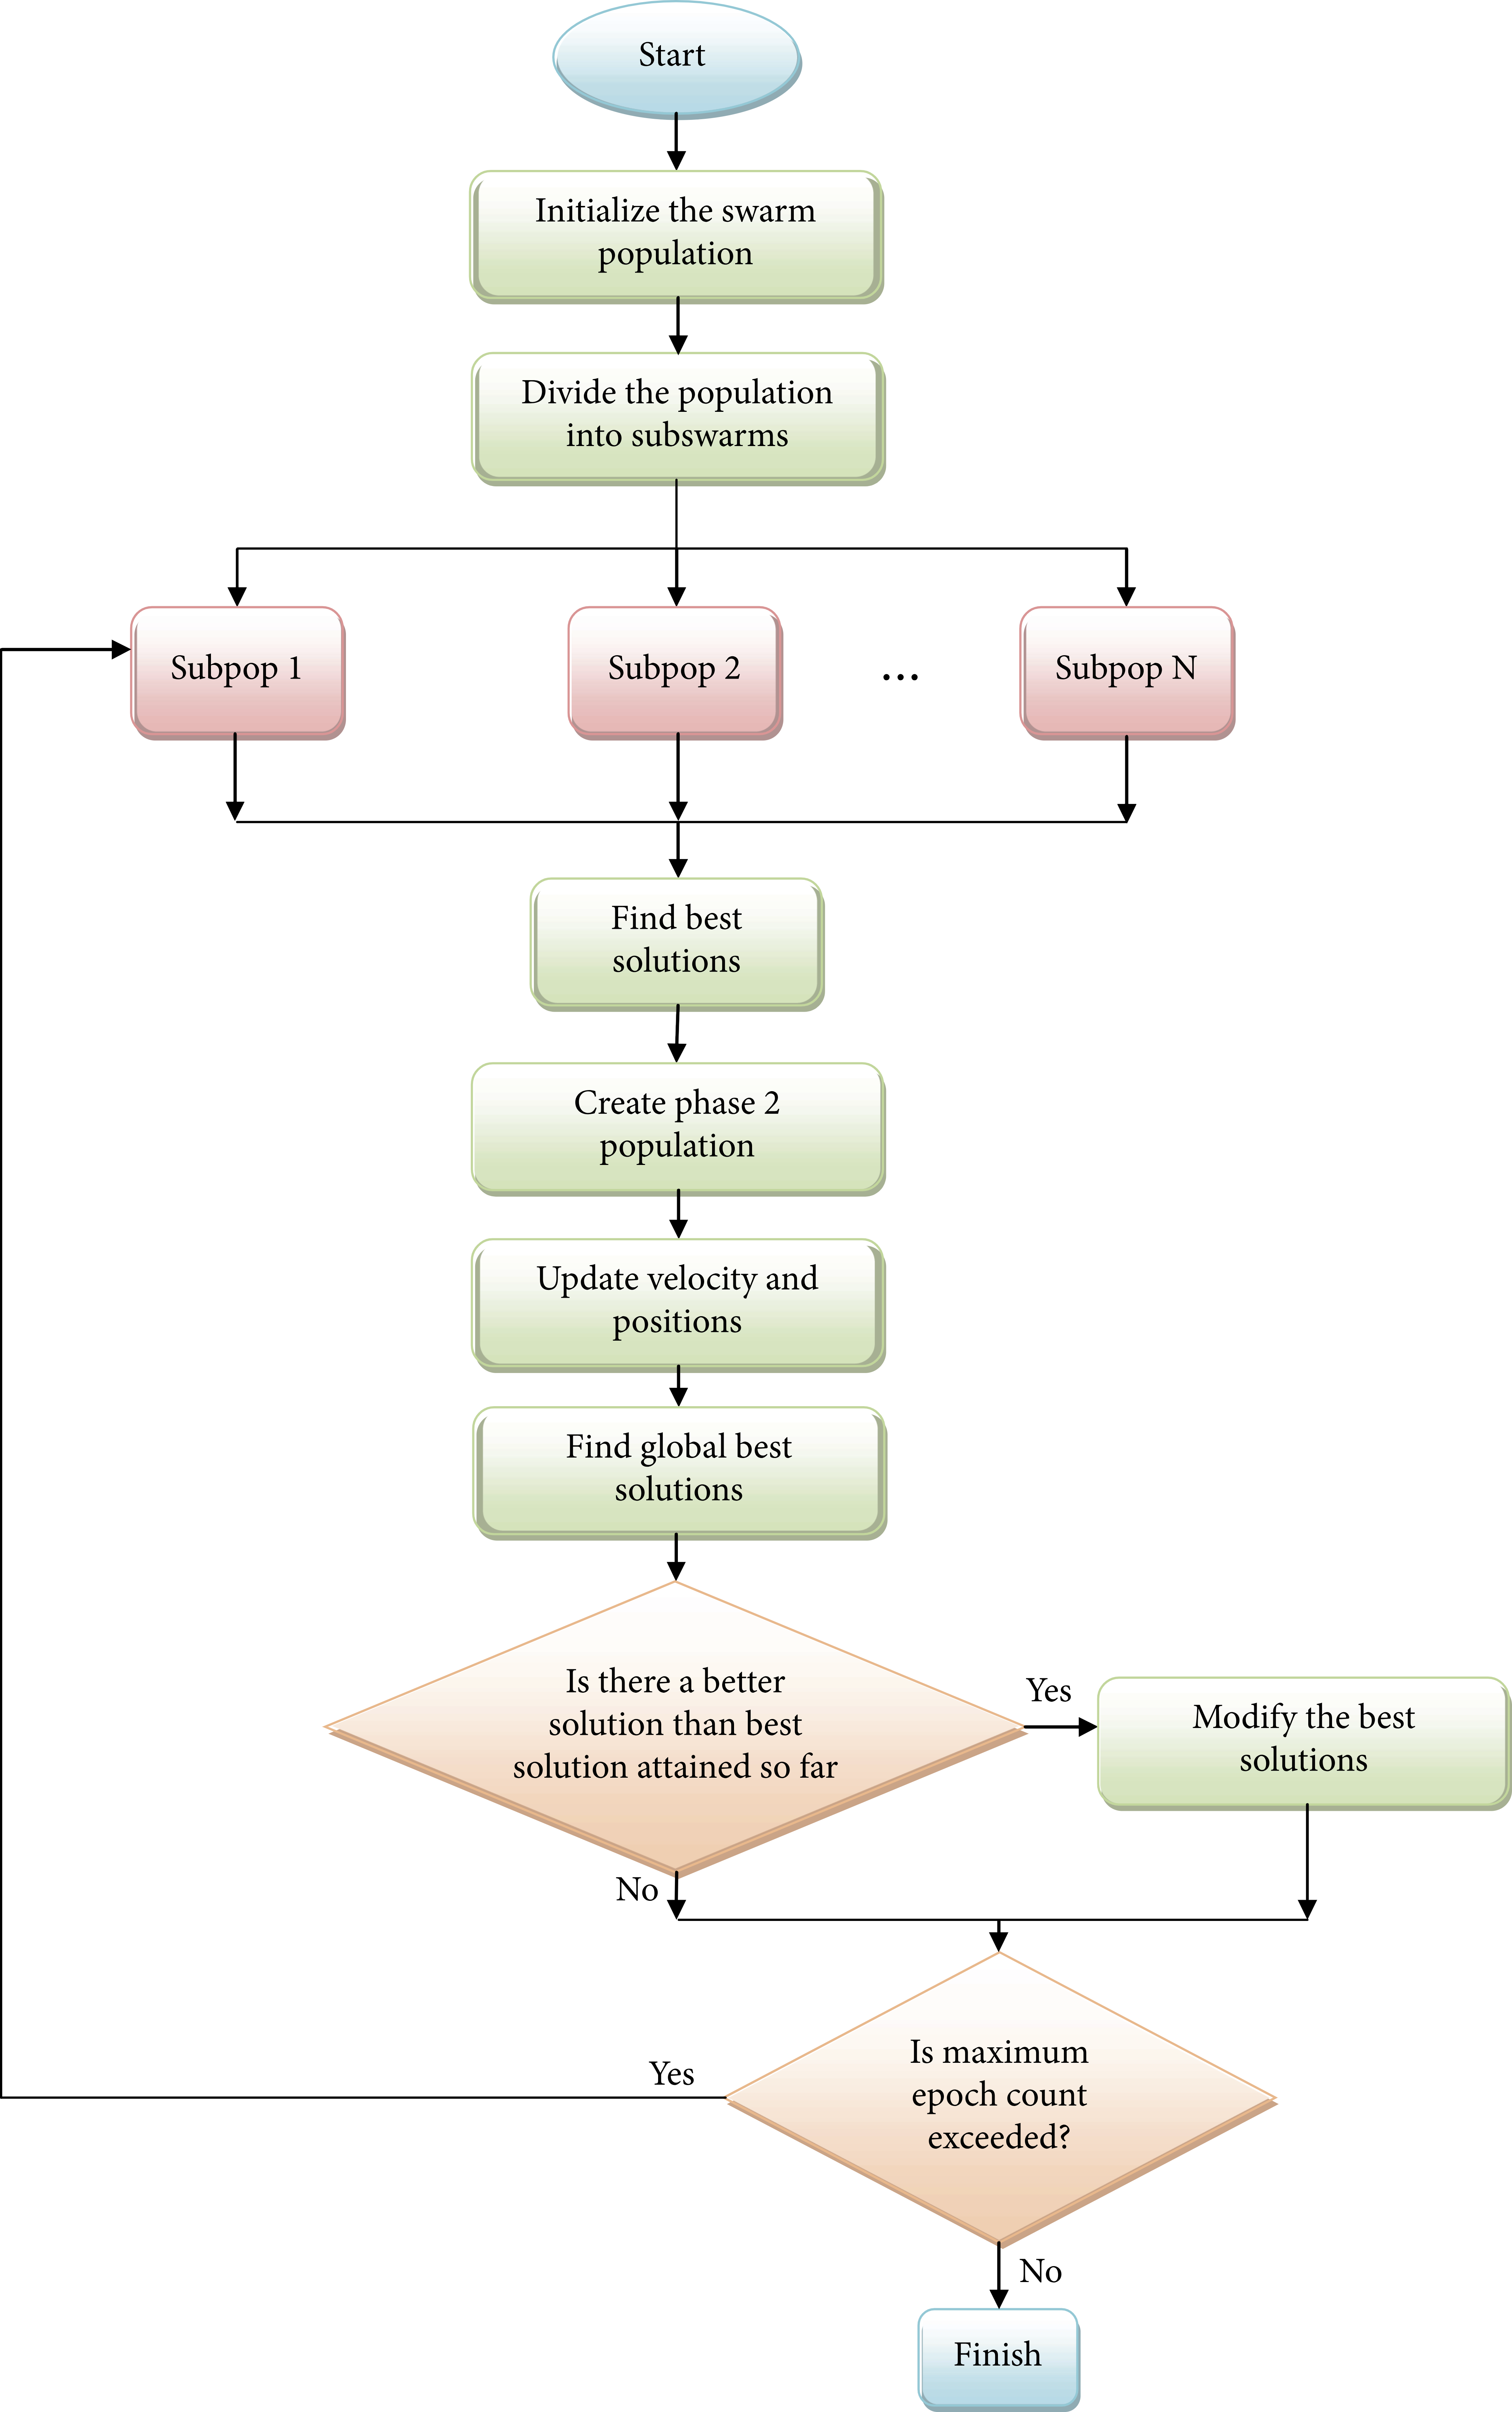 Start
Initialize the swarm
population
Divide the population
into subswarms
Subpop 1
Subpop 2
...
Subpop N
Find best
solutions
Create phase 2
population
Update velocity and
positions
Find global best
solutions
Is there a better
solution than best
solution attained so far
Yes
Modify the best
solutions
No
Is maximum
epoch count
exceeded?
Yes
No
Finish